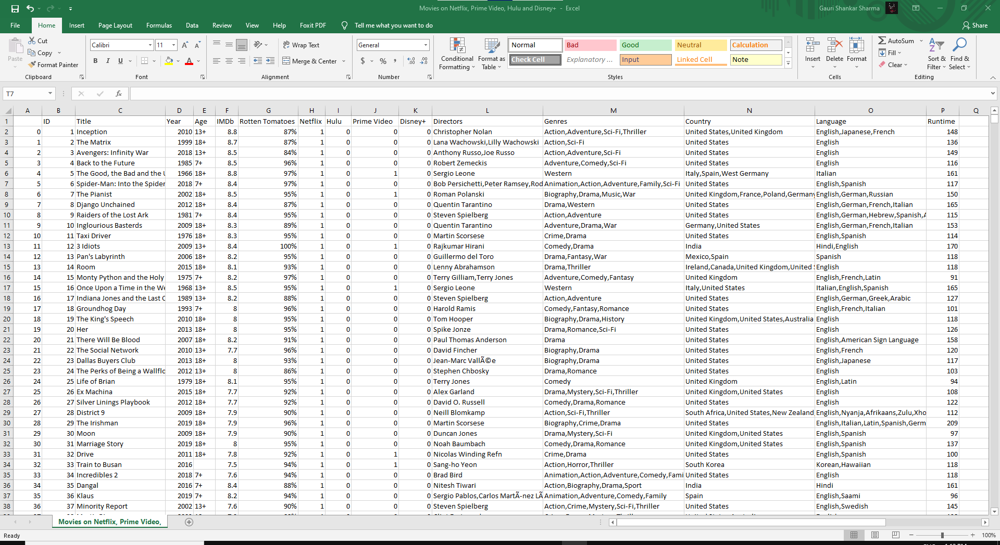 Movies on Netflix, Prime Video, Hulu and Disney+ - Excel
Gauri Shankar Sharma
File Home Insert Page Layout Formulas Data Review View Help Foxit PDF Tell me what you want to do Share
Paste Cut Copy Format Painter
Clipboard
Calibri 11
B I U
Font
Wrap Text
Merge & Center
Alignment
General
$ % ,
Number
Conditional Formatting Format as Table
Normal Bad Good Neutral Calculation
Check Cell Explanatory ... Input Linked Cell Note
Styles
Insert Delete Format
Cells
AutoSum Fill Clear
Sort & Filter Find & Select
Editing
T7 fx
A B C D E F G H I J K L M N O P Q
1 ID Title Year Age IMDb Rotten Tomatoes Netflix Hulu Prime Video Disney+ Directors Genres Country Language Runtime
2 0 1 Inception 2010 13+ 8.8 87% 1 0 0 0 Christopher Nolan Action,Adventure,Sci-Fi,Thriller United States,United Kingdom English,Japanese,French 148
3 1 2 The Matrix 1999 18+ 8.7 87% 1 0 0 0 Lana Wachowski,Lilly Wachowski Action,Sci-Fi United States English 136
4 2 3 Avengers: Infinity War 2018 13+ 8.5 84% 1 0 0 0 Anthony Russo,Joe Russo Action,Adventure,Sci-Fi United States English 149
5 3 4 Back to the Future 1985 7+ 8.5 96% 1 0 0 0 Robert Zemeckis Adventure,Comedy,Sci-Fi United States English 116
6 4 5 The Good, the Bad and the 1966 18+ 8.8 97% 1 0 1 0 Sergio Leone Western Italy,Spain,West Germany Italian 161
7 5 6 Spider-Man: Into the Spider 2018 7+ 8.4 97% 1 0 0 0 Bob Persichetti,Peter Ramsey,Rod Animation,Action,Adventure,Family,Sci-Fi United States English,Spanish 117
8 6 7 The Pianist 2002 18+ 8.5 95% 1 0 1 0 Roman Polanski Biography,Drama,Music,War United Kingdom,France,Poland,Germany English,German,Russian 150
9 7 8 Django Unchained 2012 18+ 8.4 87% 1 0 0 0 Quentin Tarantino Drama,Western United States English,German,French,Italian 165
10 8 9 Raiders of the Lost Ark 1981 7+ 8.4 95% 1 0 0 0 Steven Spielberg Action,Adventure United States English,German,Hebrew,Spanish, 115
11 9 10 Inglourious Basterds 2009 18+ 8.3 89% 1 0 0 0 Quentin Tarantino Adventure,Drama,War Germany,United States English,German,French,Italian 153
12 10 11 Taxi Driver 1976 18+ 8.3 95% 1 0 0 0 Martin Scorsese Crime,Drama United States English,Spanish 114
13 11 12 3 Idiots 2009 13+ 8.4 100% 1 0 1 0 Rajkumar Hirani Comedy,Drama India Hindi,English 170
14 12 13 Pan's Labyrinth 2006 18+ 8.2 95% 1 0 0 0 Guillermo del Toro Drama,Fantasy,War Mexico,Spain Spanish 118
15 13 14 Room 2015 18+ 8.1 93% 1 0 0 0 Lenny Abrahamson Drama,Thriller Ireland,Canada,United Kingdom,United English 118
16 14 15 Monty Python and the Holy 1975 7+ 8.2 97% 1 0 0 0 Terry Gilliam,Terry Jones Adventure,Comedy,Fantasy United Kingdom English,French,Latin 91
17 15 16 Once Upon a Time in the We 1968 13+ 8.5 95% 1 0 1 0 Sergio Leone Western Italy,United States Italian,English,Spanish 165
18 16 17 Indiana Jones and the Last C 1989 13+ 8.2 88% 1 0 0 0 Steven Spielberg Action,Adventure United States English,German,Greek,Arabic 127
19 17 18 Groundhog Day 1993 7+ 8 96% 1 0 0 0 Harold Ramis Comedy,Fantasy,Romance United States English,French,Italian 101
20 18 19 The King's Speech 2010 18+ 8 95% 1 0 0 0 Tom Hooper Biography,Drama,History United Kingdom,United States,Australia English 118
21 19 20 Her 2013 18+ 8 95% 1 0 0 0 Spike Jonze Drama,Romance,Sci-Fi United States English 126
22 20 21 There Will Be Blood 2007 18+ 8.2 91% 1 0 0 0 Paul Thomas Anderson Drama United States English,American Sign Language 158
23 21 22 The Social Network 2010 13+ 7.7 96% 1 0 0 0 David Fincher Biography,Drama United States English,French 120
24 22 23 Dallas Buyers Club 2013 18+ 8 93% 1 0 0 0 Jean-Marc VallÃ©e Biography,Drama United States English,Japanese 117
25 23 24 The Perks of Being a Wallflo 2012 13+ 8 86% 1 0 0 0 Stephen Chbosky Drama,Romance United States English 103
26 24 25 Life of Brian 1979 18+ 8.1 95% 1 0 0 0 Terry Jones Comedy United Kingdom English,Latin 94
27 25 26 Ex Machina 2015 18+ 7.7 92% 1 0 0 0 Alex Garland Drama,Mystery,Sci-Fi,Thriller United Kingdom,United States English 108
28 26 27 Silver Linings Playbook 2012 18+ 7.7 92% 1 0 0 0 David O. Russell Comedy,Drama,Romance United States English 122
29 27 28 District 9 2009 18+ 7.9 90% 1 0 0 0 Neill Blomkamp Action,Sci-Fi,Thriller South Africa,United States,New Zealand, English,Nyanja,Afrikaans,Zulu,Xho 112
30 28 29 The Irishman 2019 18+ 7.9 96% 1 0 0 0 Martin Scorsese Biography,Crime,Drama United States English,Italian,Latin,Spanish,Germ 209
31 29 30 Moon 2009 18+ 7.9 90% 1 0 0 0 Duncan Jones Drama,Mystery,Sci-Fi United Kingdom,United States English,Spanish 97
32 30 31 Marriage Story 2019 18+ 8 95% 1 0 0 0 Noah Baumbach Comedy,Drama,Romance United Kingdom,United States English,Spanish 137
33 31 32 Drive 2011 18+ 7.8 92% 1 0 1 0 Nicolas Winding Refn Crime,Drama United States English,Spanish 100
34 32 33 Train to Busan 2016 7.5 94% 1 0 1 0 Sang-ho Yeon Action,Horror,Thriller South Korea Korean,Hawaiian 118
35 33 34 Incredibles 2 2018 7+ 7.6 94% 1 0 0 0 Brad Bird Animation,Action,Adventure,Comedy,Fami United States English 118
36 34 35 Dangal 2016 7+ 8.4 88% 1 0 0 0 Nitesh Tiwari Action,Biography,Drama,Sport India Hindi 161
37 35 36 Klaus 2019 7+ 8.2 94% 1 0 0 0 Sergio Pablos,Carlos MartÃ-nez LÃ Animation,Adventure,Comedy,Family Spain English,Saami 96
38 36 37 Minority Report 2002 13+ 7.6 90% 1 0 0 0 Steven Spielberg Action,Crime,Mystery,Sci-Fi,Thriller United States English,Swedish 145
Movies on Netflix, Prime Video,
Ready 100%